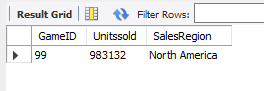 Result Grid Filter Rows:
GameID Unitssold SalesRegion
99 983132 North America